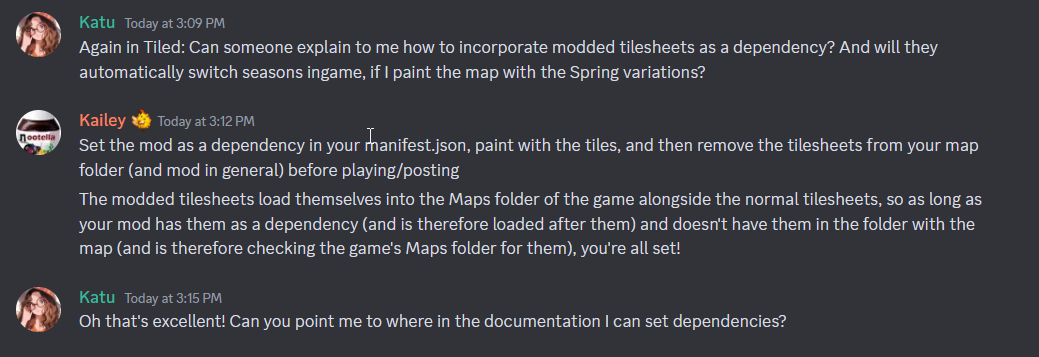 Katu Today at 3:09 PM
Again in Tiled: Can someone explain to me how to incorporate modded tilesheets as a dependency? And will they
automatically switch seasons ingame, if I paint the map with the Spring variations?
Kailey Today at 3:12 PM
Set the mod as a dependency in your manifest.json, paint with the tiles, and then remove the tilesheets from your map
folder (and mod in general) before playing/posting
The modded tilesheets load themselves into the Maps folder of the game alongside the normal tilesheets, so as long as
your mod has them as a dependency (and is therefore loaded after them) and doesn't have them in the folder with the
map (and is therefore checking the game's Maps folder for them), you're all set!
Katu Today at 3:15 PM
Oh that's excellent! Can you point me to where in the documentation I can set dependencies?